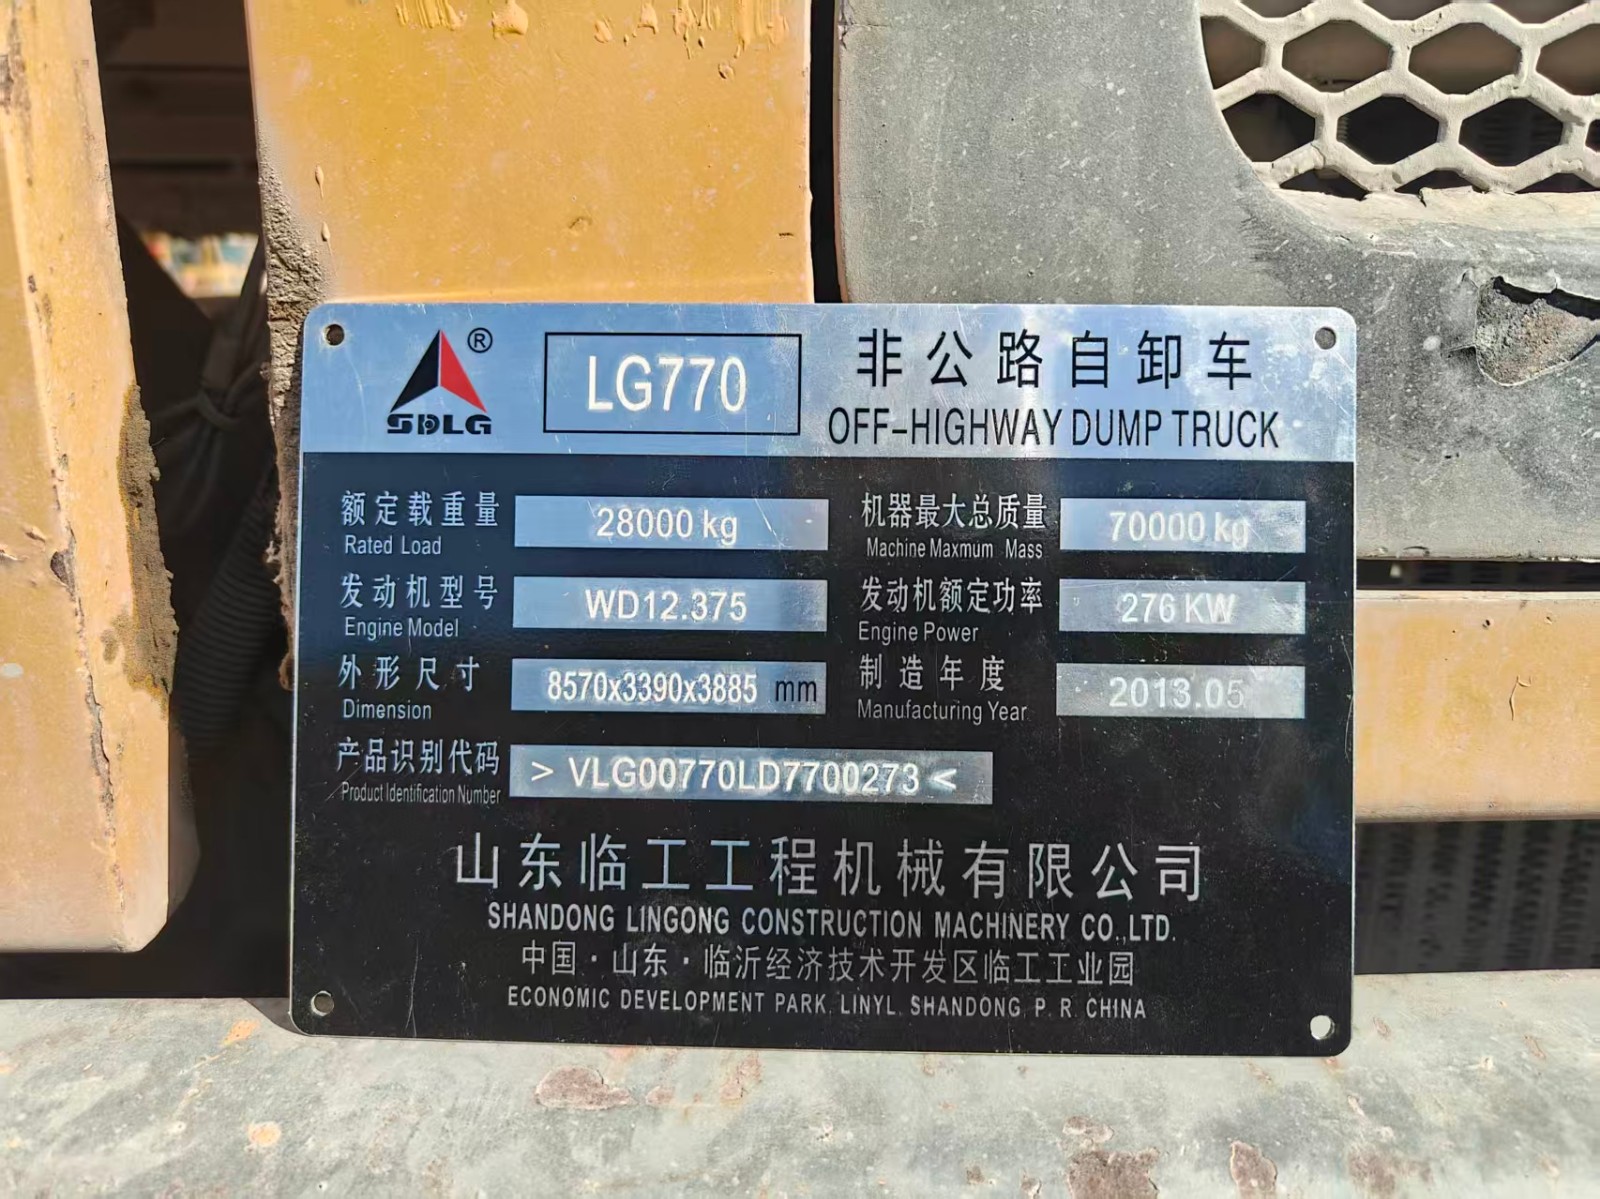 SDLG ®
LG770
非公路自卸车
OFF-HIGHWAY DUMP TRUCK
额定载重量 28000 kg 机器最大总质量 70000 kg
Rated Load Machine Maxmum Mass
发动机型号 WD12.375 发动机额定功率 276 KW
Engine Model Engine Power
外形尺寸 8570x3390x3885 mm 制造年度 2013.05
Dimension Manufacturing Year
产品识别代码 > VLG00770LD7700273 <
Product Identification Number
山东临工工程机械有限公司
SHANDONG LINGONG CONSTRUCTION MACHINERY CO.,LTD.
中国·山东·临沂经济技术开发区临工工业园
ECONOMIC DEVELOPMENT PARK, LINYL, SHANDONG, P. R. CHINA